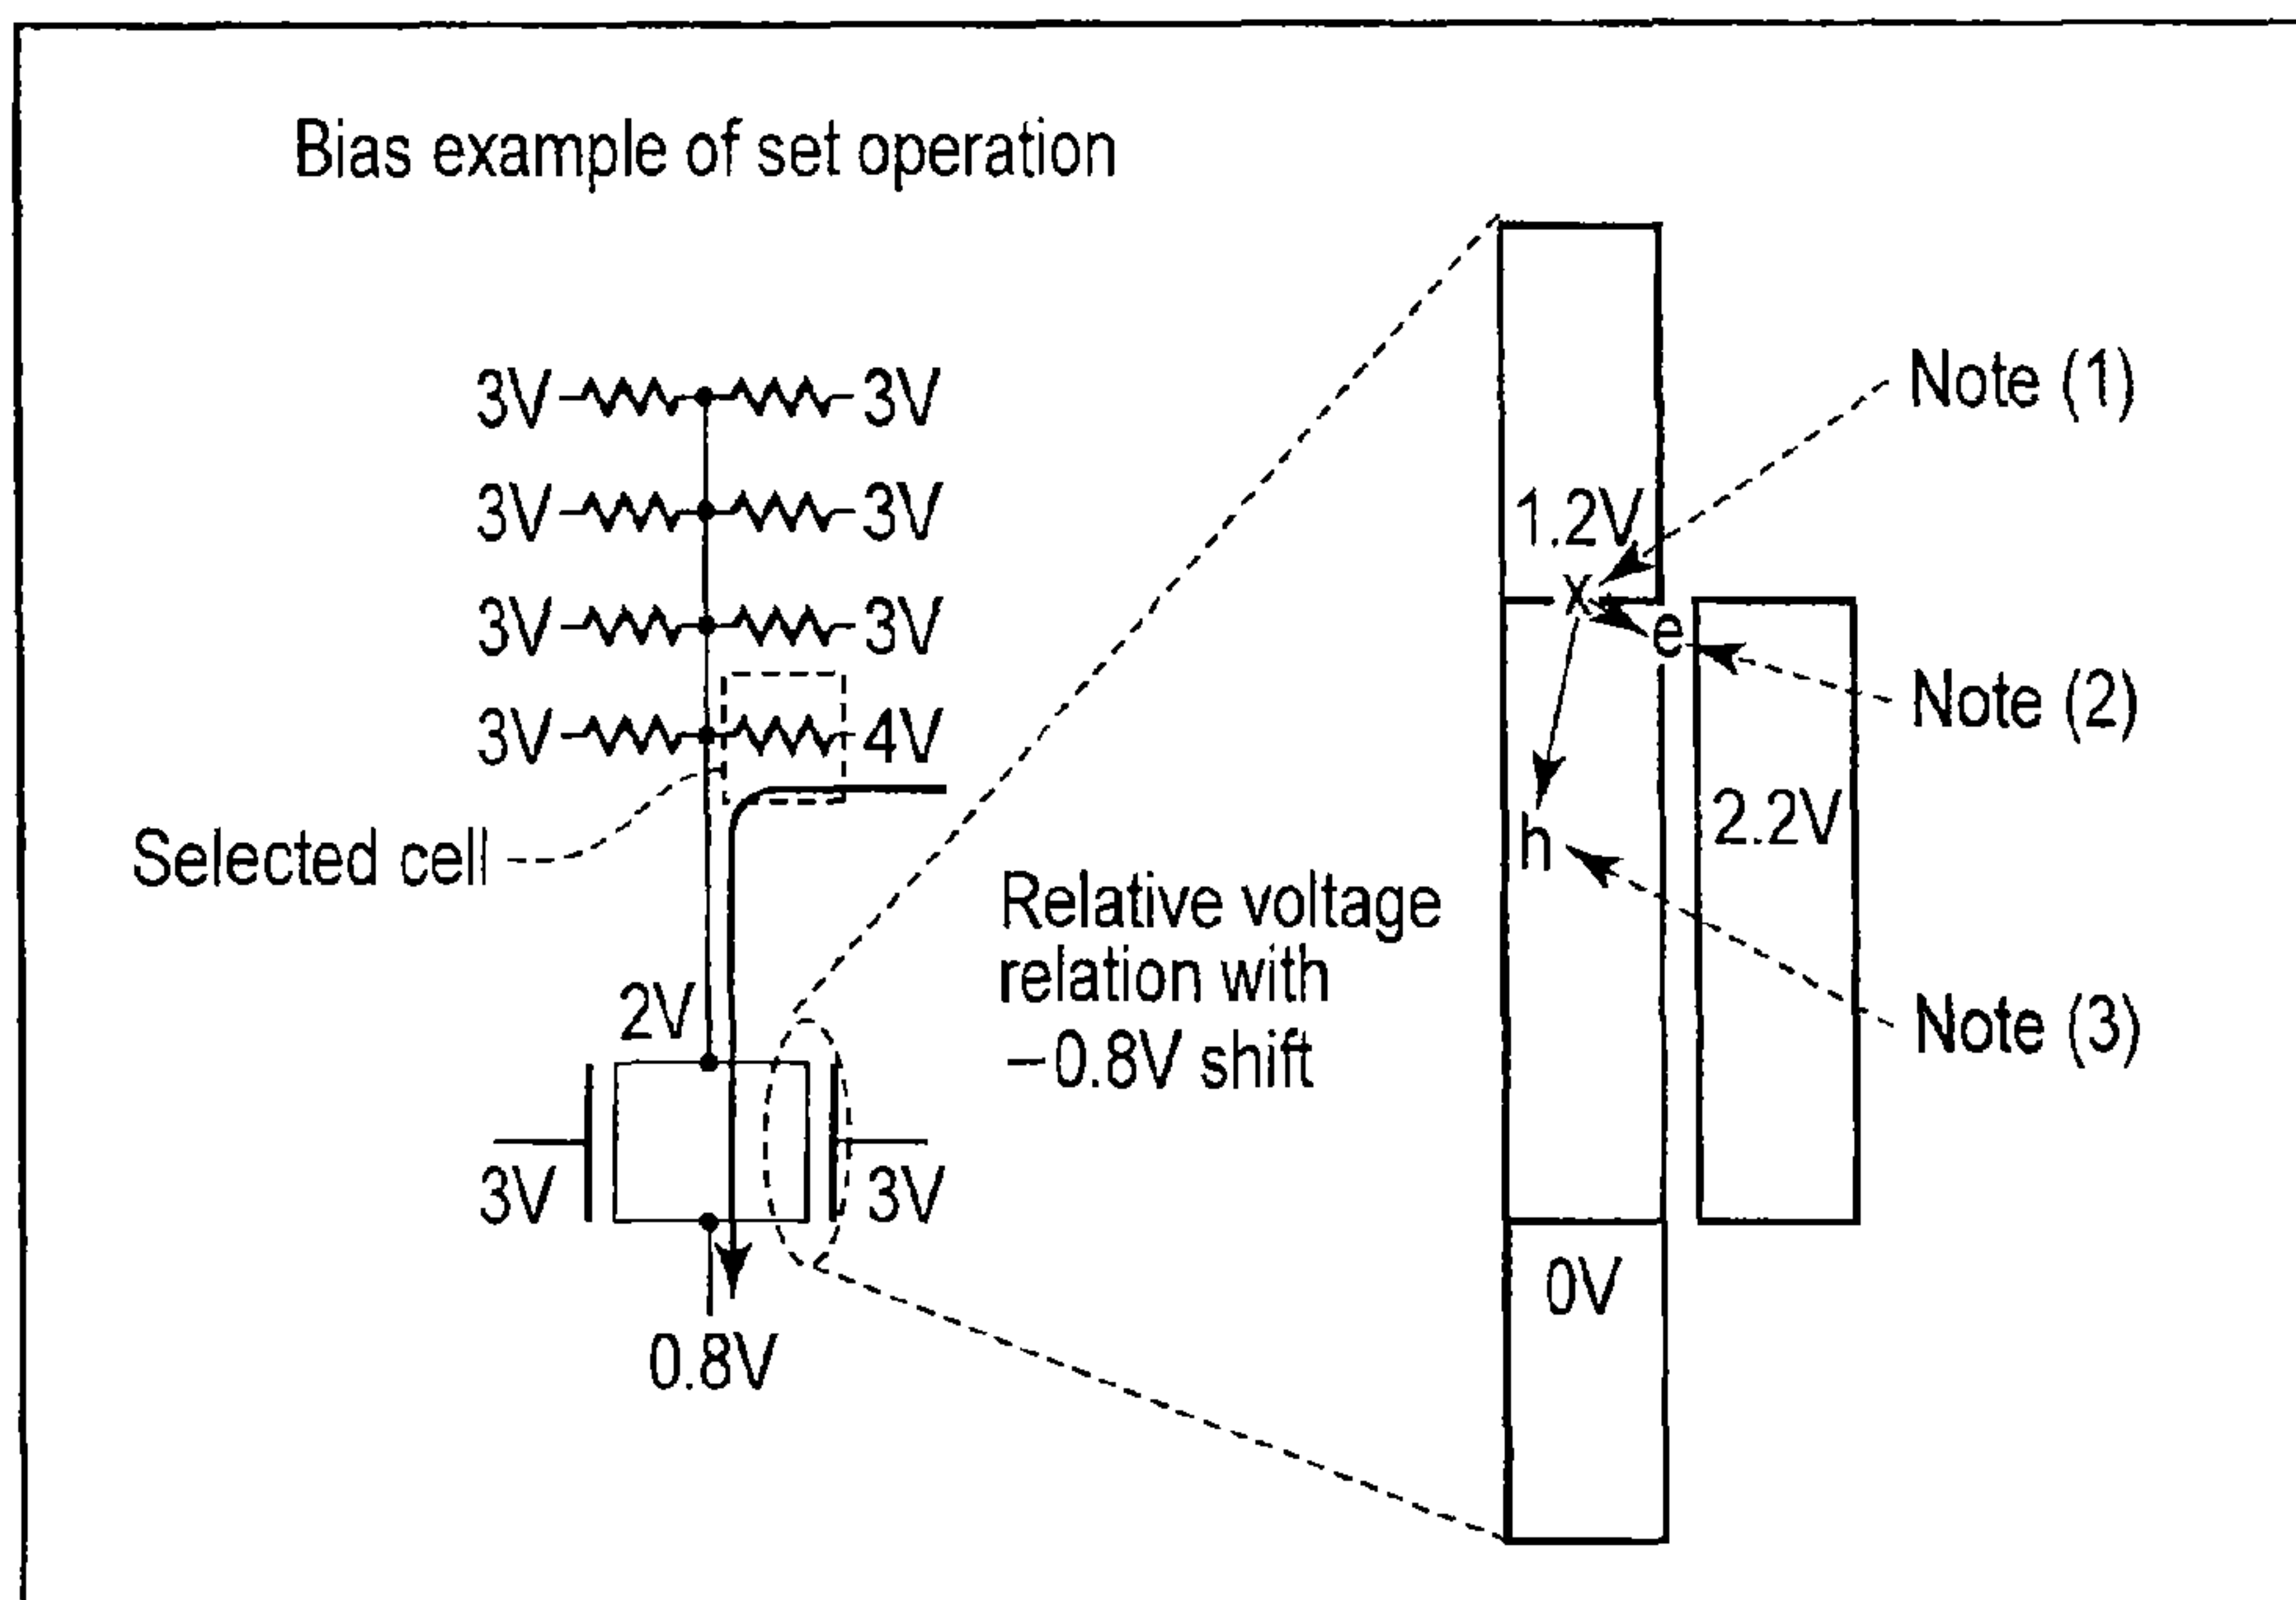 Bias example of set operation
3V 3V
3V 3V
3V 3V
3V 4V
Selected cell
2V
3V 3V
0.8V
Relative voltage
relation with
−0.8V shift
1.2V
x
e
h
2.2V
0V
Note (1)
Note (2)
Note (3)